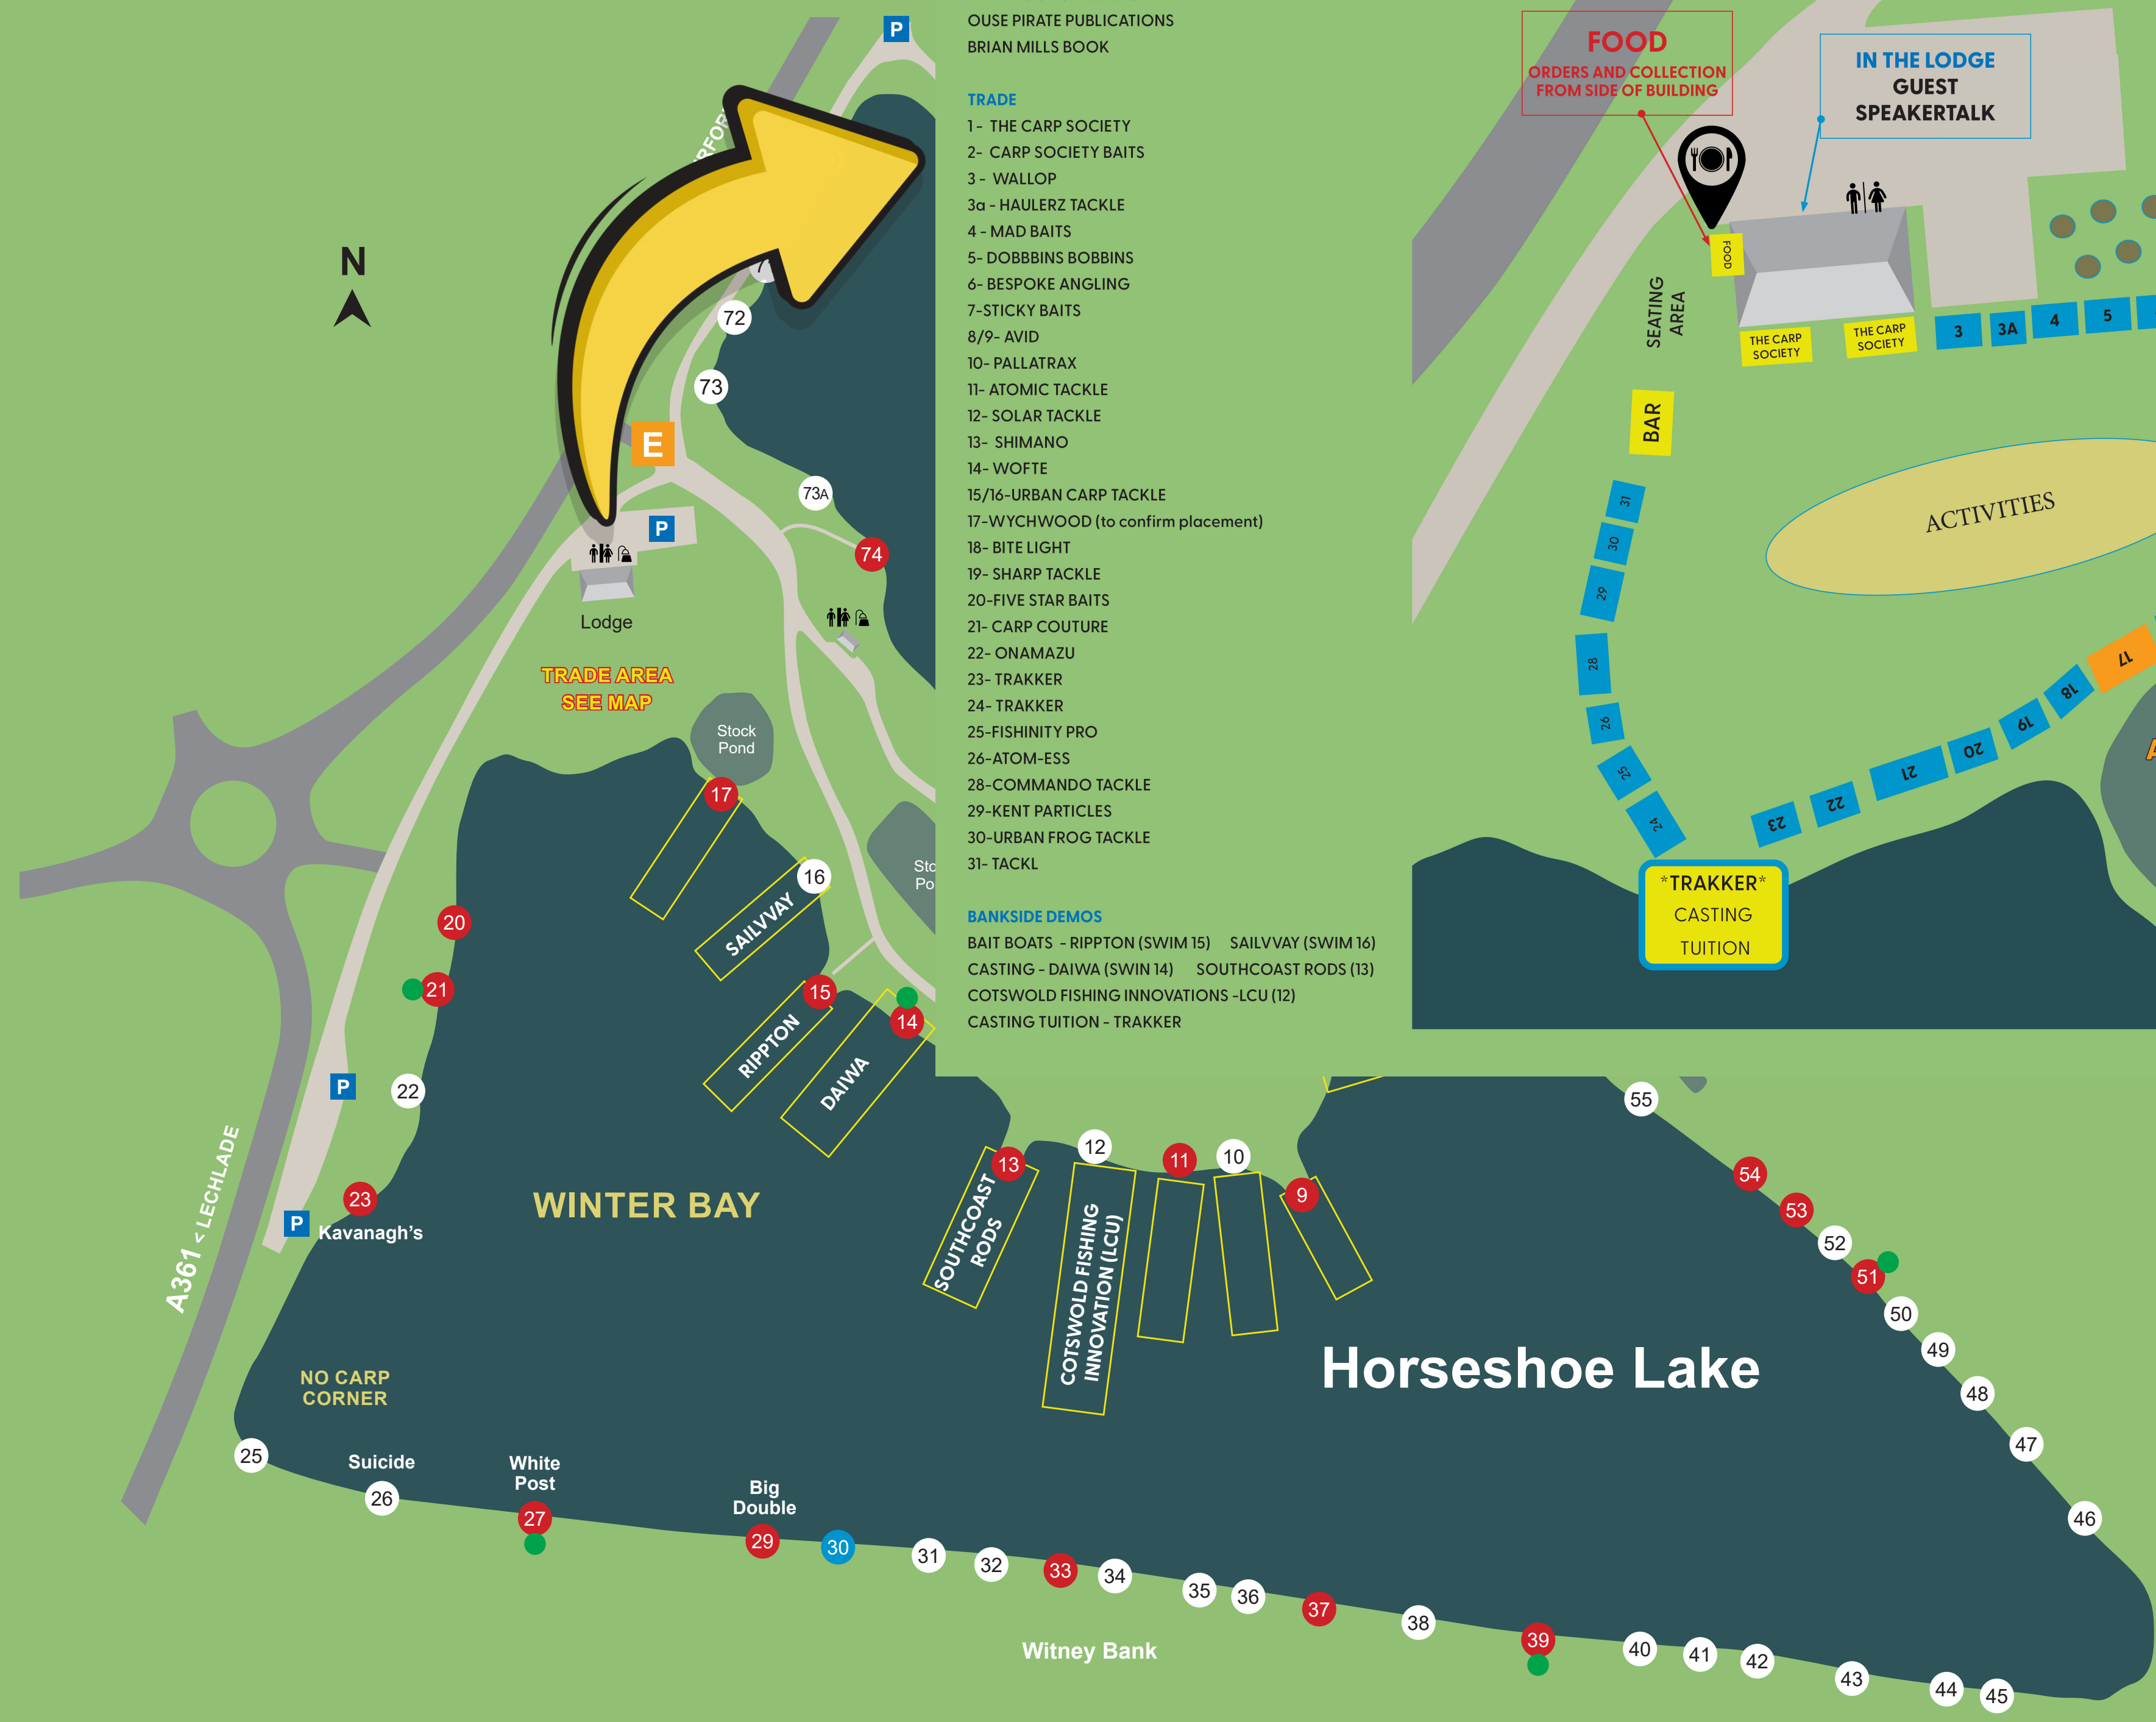 OUSE PIRATE PUBLICATIONS
BRIAN MILLS BOOK
TRADE
1 - THE CARP SOCIETY
2- CARP SOCIETY BAITS
3 - WALLOP
3a - HAULERZ TACKLE
4 - MAD BAITS
5- DOBBBINS BOBBINS
6- BESPOKE ANGLING
7-STICKY BAITS
8/9- AVID
10- PALLATRAX
11- ATOMIC TACKLE
12- SOLAR TACKLE
13- SHIMANO
14- WOFTE
15/16-URBAN CARP TACKLE
17-WYCHWOOD (to confirm placement)
18- BITE LIGHT
19- SHARP TACKLE
20-FIVE STAR BAITS
21- CARP COUTURE
22- ONAMAZU
23- TRAKKER
24- TRAKKER
25-FISHINITY PRO
26-ATOM-ESS
28-COMMANDO TACKLE
29-KENT PARTICLES
30-URBAN FROG TACKLE
31- TACKL
BANKSIDE DEMOS
BAIT BOATS - RIPPTON (SWIM 15) SAILVVAY (SWIM 16)
CASTING - DAIWA (SWIN 14) SOUTHCOAST RODS (13)
COTSWOLD FISHING INNOVATIONS -LCU (12)
CASTING TUITION - TRAKKER
FOOD
ORDERS AND COLLECTION
FROM SIDE OF BUILDING
IN THE LODGE
GUEST
SPEAKERTALK
FOOD
SEATING
AREA
THE CARP
SOCIETY
THE CARP
SOCIETY
3
3A
4
5
BAR
ACTIVITIES
31
30
29
28
26
25
24
23
22
21
20
19
18
17
*TRAKKER*
CASTING
TUITION
P
N
72
73
E
73A
P
74
Lodge
TRADE AREA
SEE MAP
Stock
Pond
17
16
SAILVVAY
15
RIPPTON
14
DAIWA
20
21
22
P
23
P
Kavanagh's
A361 < LECHLADE
WINTER BAY
13
SOUTHCOAST
RODS
12
COTSWOLD FISHING
INNOVATION (LCU)
11
10
9
55
54
53
52
51
50
49
48
47
46
Horseshoe Lake
NO CARP
CORNER
25
Suicide
26
White
Post
27
Big
Double
29
30
31
32
33
34
35
36
37
38
39
40
41
42
43
44
45
Witney Bank